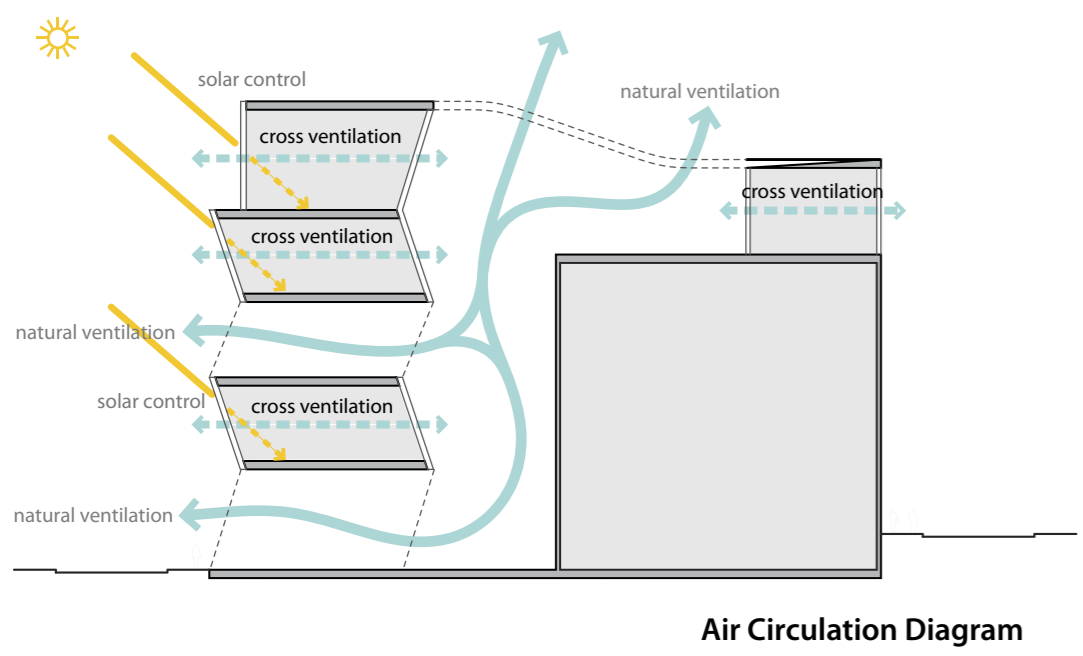 solar control
natural ventilation
cross ventilation
cross ventilation
cross ventilation
natural ventilation
solar control
cross ventilation
natural ventilation
Air Circulation Diagram